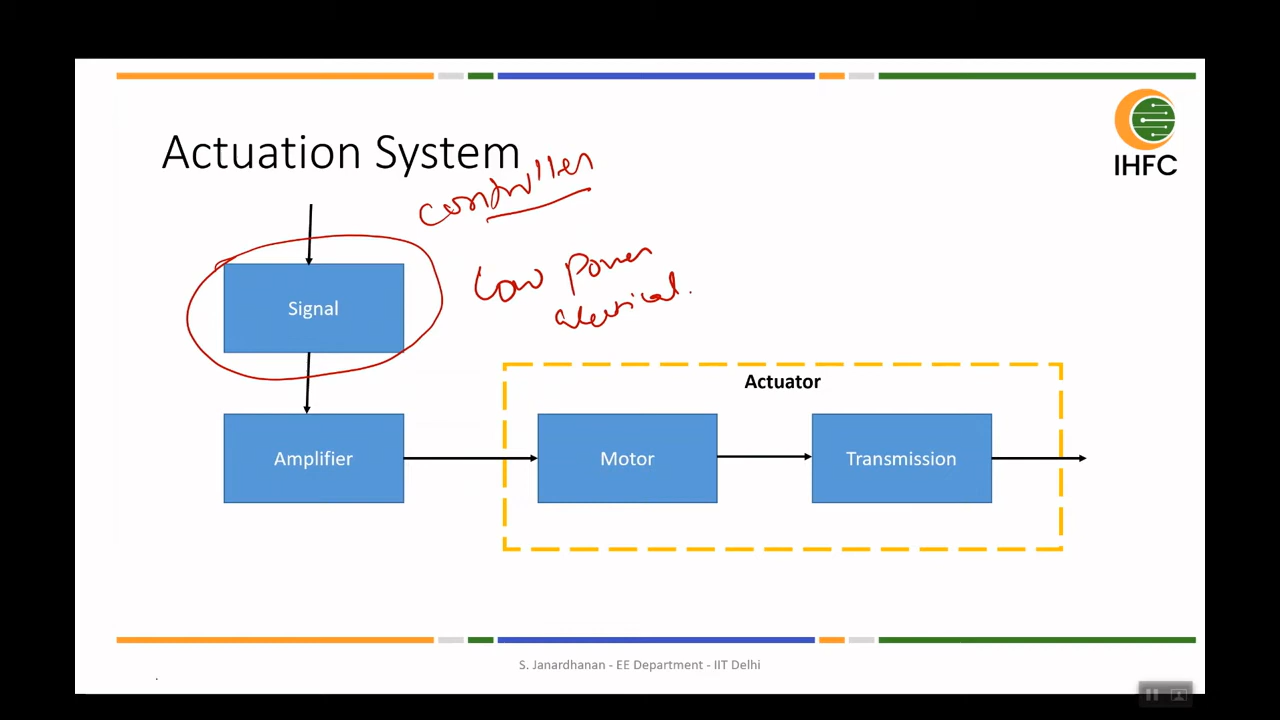 Actuation System
IHFC
controller
Signal
Low Power
electrical.
Actuator
Amplifier
Motor
Transmission
S. Janardhanan - EE Department - IIT Delhi